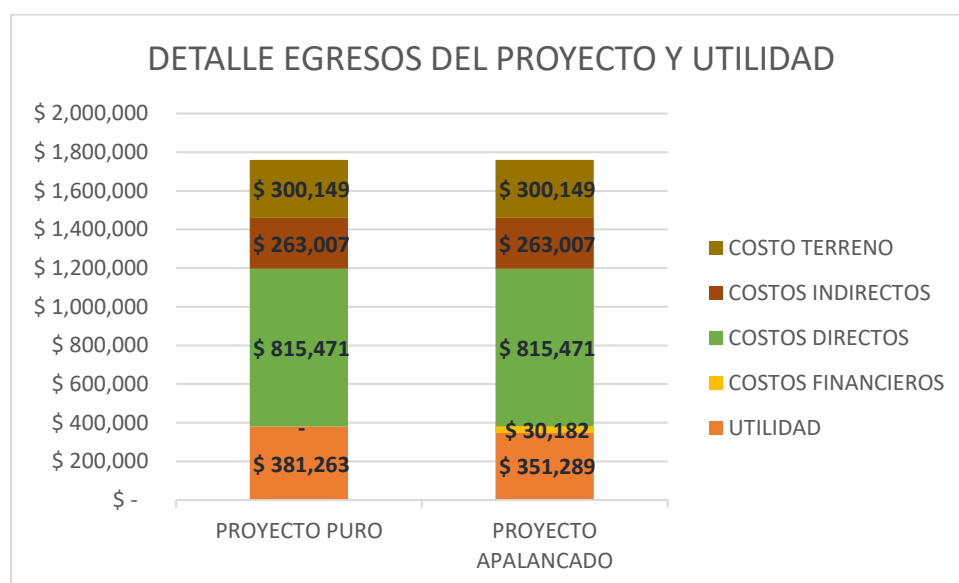 DETALLE EGRESOS DEL PROYECTO Y UTILIDAD
$ 2,000,000
$ 1,800,000
$ 1,600,000
$ 1,400,000
$ 1,200,000
$ 1,000,000
$ 800,000
$ 600,000
$ 400,000
$ 200,000
$ -
$ 300,149
$ 263,007
$ 815,471
-
$ 381,263
$ 300,149
$ 263,007
$ 815,471
$ 30,182
$ 351,289
PROYECTO PURO
PROYECTO
APALANCADO
COSTO TERRENO
COSTOS INDIRECTOS
COSTOS DIRECTOS
COSTOS FINANCIEROS
UTILIDAD